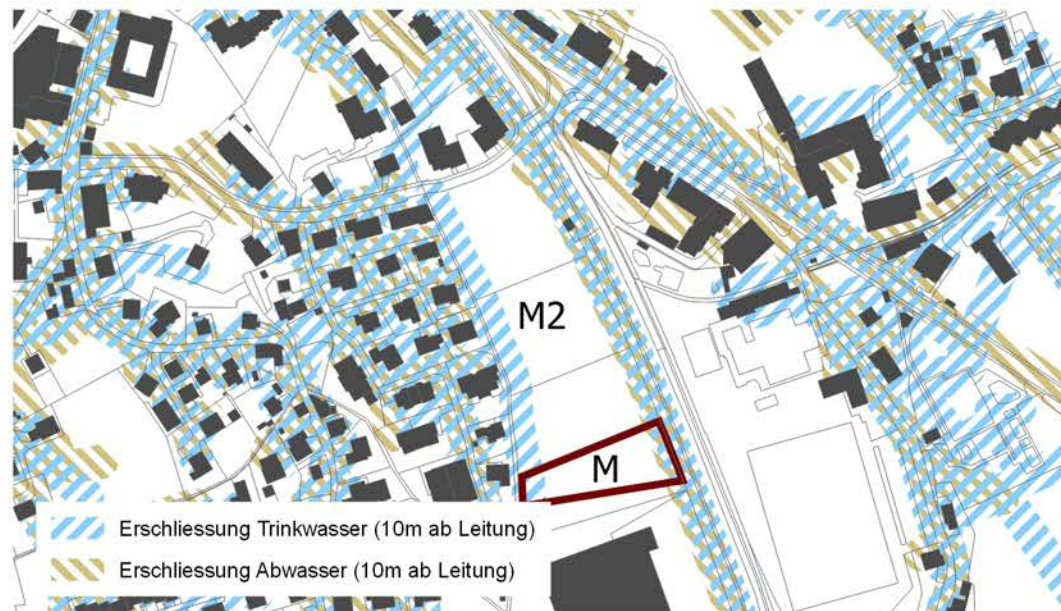 M2
M
Erschliessung Trinkwasser (10m ab Leitung)
Erschliessung Abwasser (10m ab Leitung)